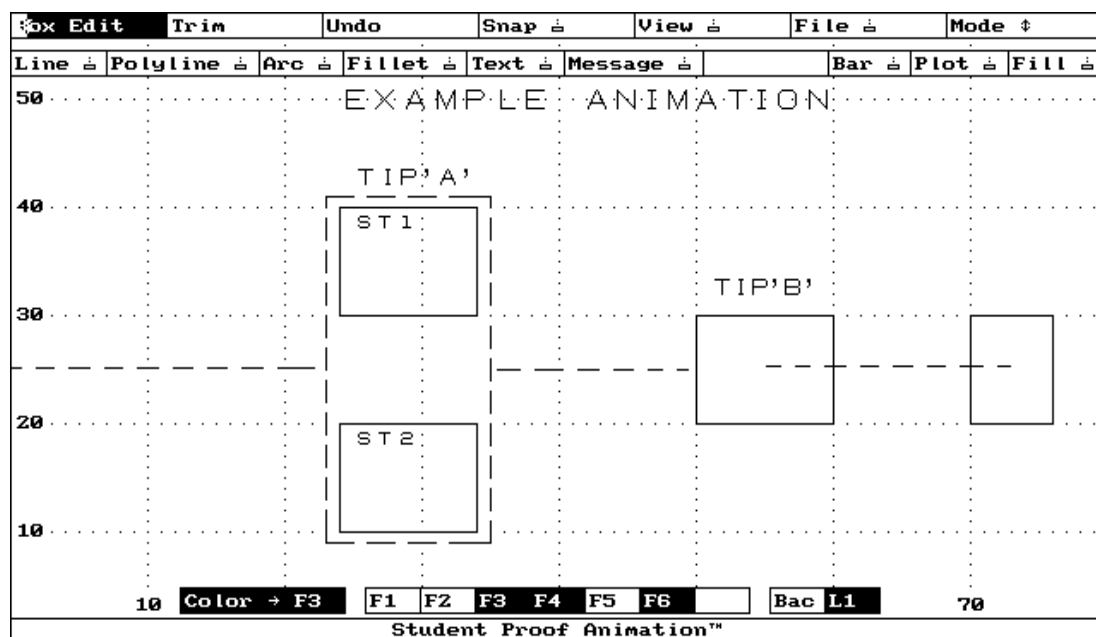 ox Edit Trim Undo Snap View File Mode
Line Polyline Arc Fillet Text Message Bar Plot Fill
50 EXAMPLE ANIMATION
TIP'A'
40
ST1
TIP'B'
30
20
ST2
10
10 Color → F3 F1 F2 F3 F4 F5 F6 Bac L1 70
Student Proof Animation™